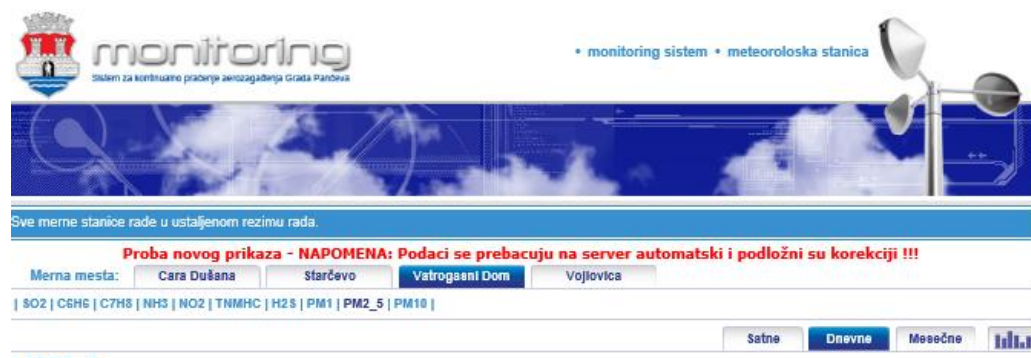 monitoring
Sistem za kontinuirano praćenje aerozagađenja Grada Pančeva
• monitoring sistem • meteoroloska stanica
Sve merne stanice rade u ustaljenom rezimu rada.
Proba novog prikaza - NAPOMENA: Podaci se prebacuju na server automatski i podložni su korekciji !!!
Merna mesta: Cara Dušana Starčevo Vatrogasni Dom Vojlovica
| SO2 | C6H6 | C7H8 | NH3 | NO2 | TNMHC | H2S | PM1 | PM2_5 | PM10 |
Satne Dnevne Mesečne